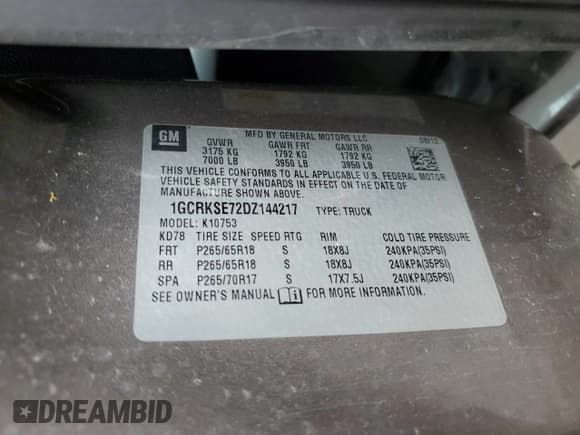 GM
MFD BY GENERAL MOTORS LLC
08/12
GVWR GAWR FRT GAWR RR
3175 KG 1792 KG 1792 KG
7000 LB 3950 LB 3950 LB
THIS VEHICLE CONFORMS TO ALL APPLICABLE U.S. FEDERAL MOTOR
VEHICLE SAFETY STANDARDS IN EFFECT ON THE DATE OF
MANUFACTURE SHOWN ABOVE.
1GCRKSE72DZ144217 TYPE: TRUCK
MODEL: K10753
KD78 TIRE SIZE SPEED RTG RIM COLD TIRE PRESSURE
FRT P265/65R18 S 18X8J 240KPA(35PSI)
RR P265/65R18 S 18X8J 240KPA(35PSI)
SPA P265/70R17 S 17X7.5J 240KPA(35PSI)
SEE OWNER'S MANUAL FOR MORE INFORMATION.
DREAMBID